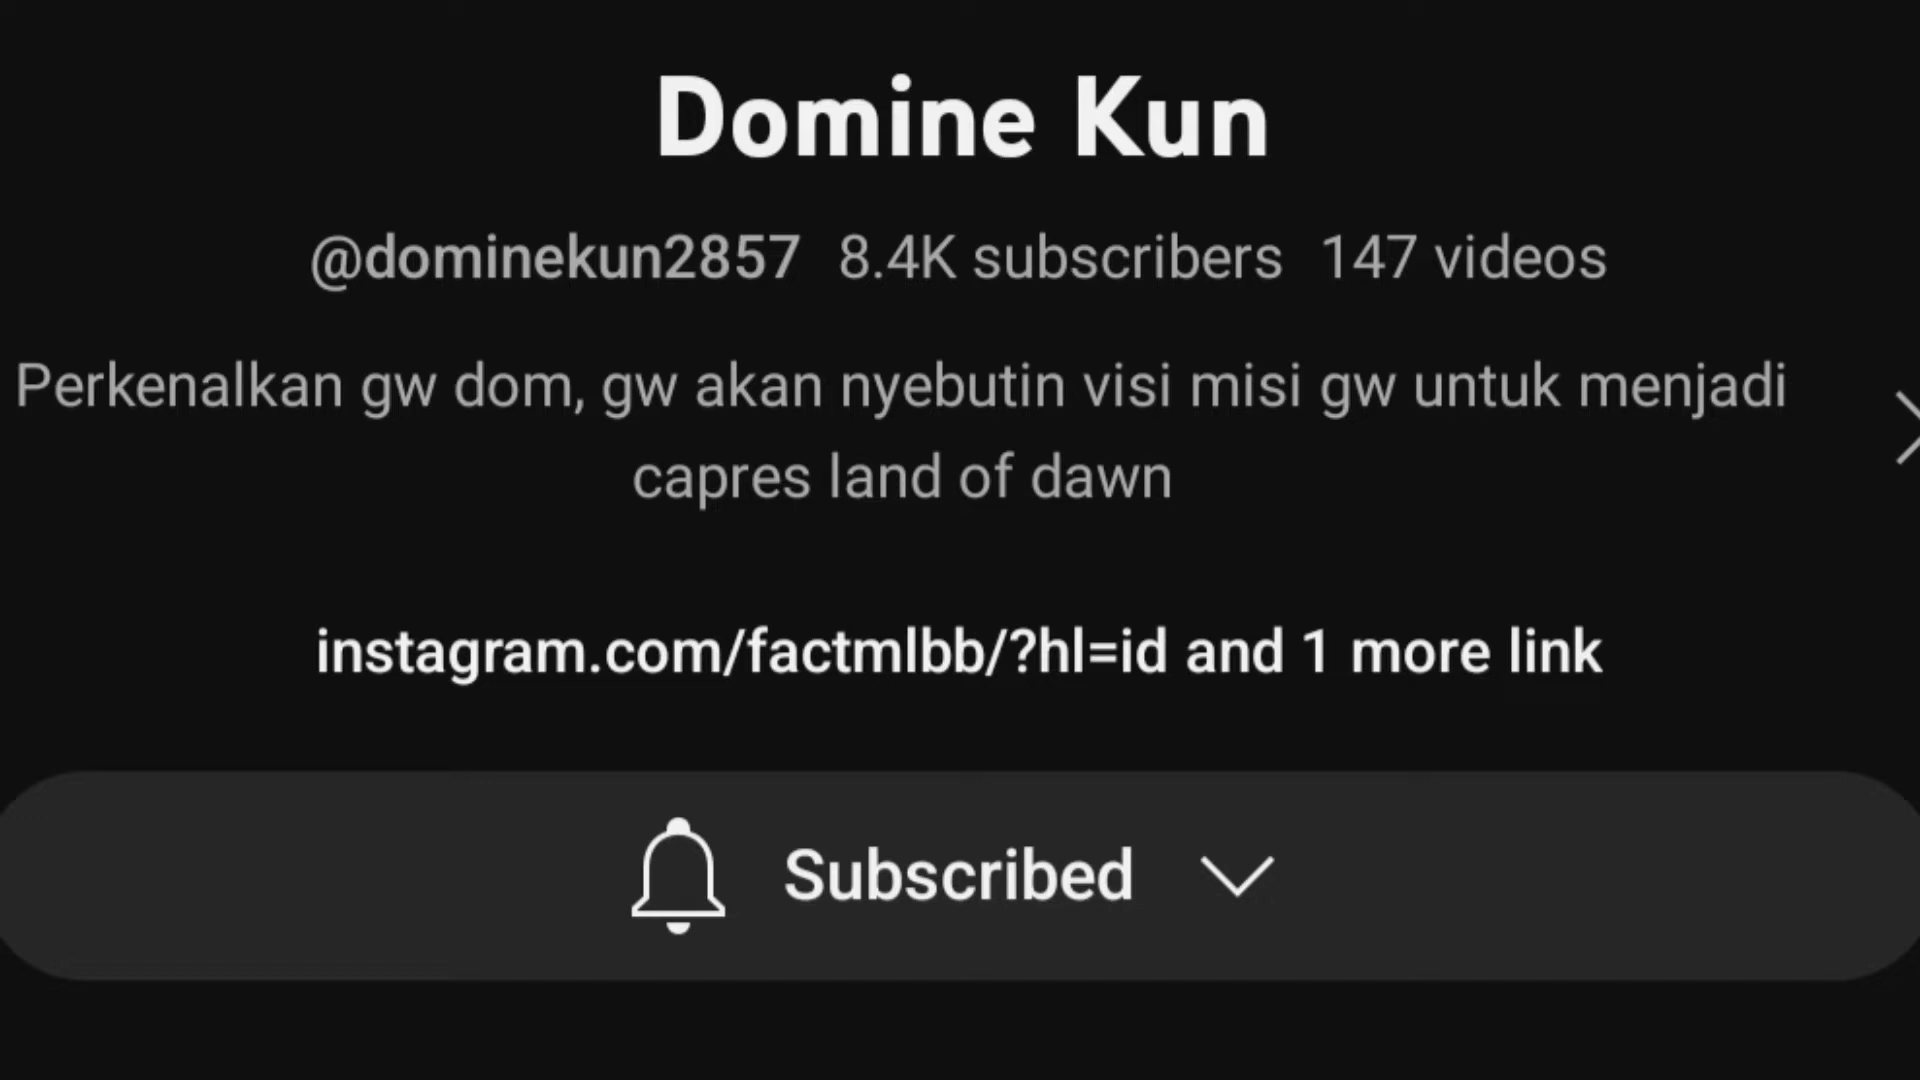 Domine Kun
@dominekun2857 8.4K subscribers 147 videos
Perkenalkan gw dom, gw akan nyebutin visi misi gw untuk menjadi
capres land of dawn
instagram.com/factmlbb/?hl=id and 1 more link
Subscribed